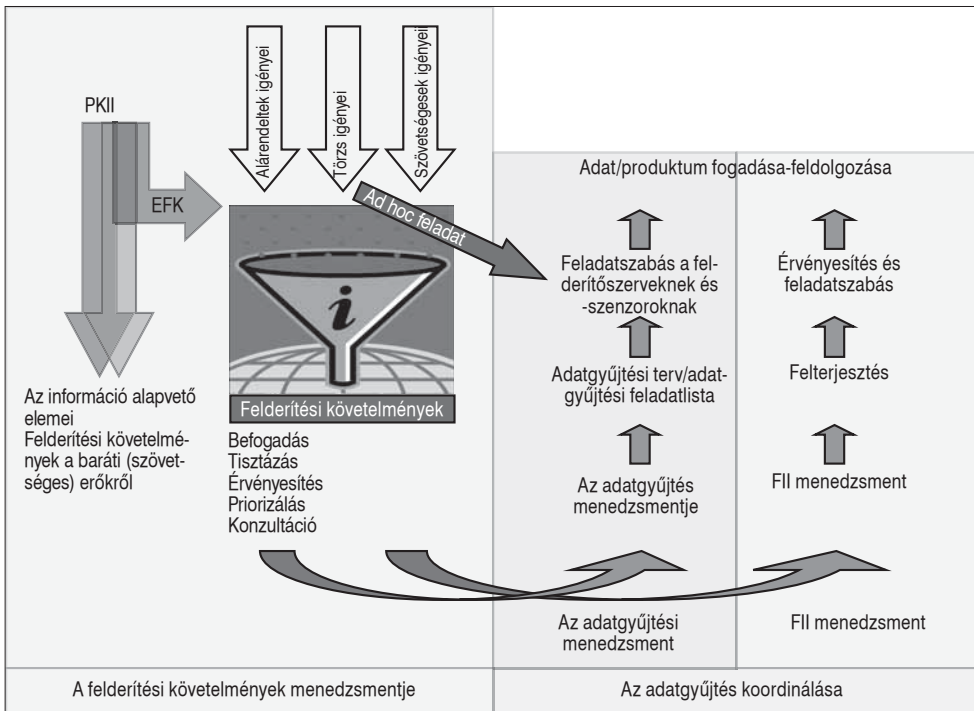 Alárendeltek igényei
Törzs igényei
Szövetségesek igényei
PKII
EFK
Ad hoc feladat
i
Felderítési követelmények
Az információ alapvető
elemei
Felderítési követelmé-
nyek a baráti (szövet-
séges) erőkről
Befogadás
Tisztázás
Érvényesítés
Priorizálás
Konzultáció
Adat/produktum fogadása-feldolgozása
Feladatszabás a fel-
derítőszerveknek és
-szenzoroknak
Adatgyűjtési terv/adat-
gyűjtési feladatlista
Az adatgyűjtés
menedzsmentje
Az adatgyűjtési
menedzsment
Érvényesítés és
feladatszabás
Felterjesztés
FII menedzsment
FII menedzsment
A felderítési követelmények menedzsmentje
Az adatgyűjtés koordinálása